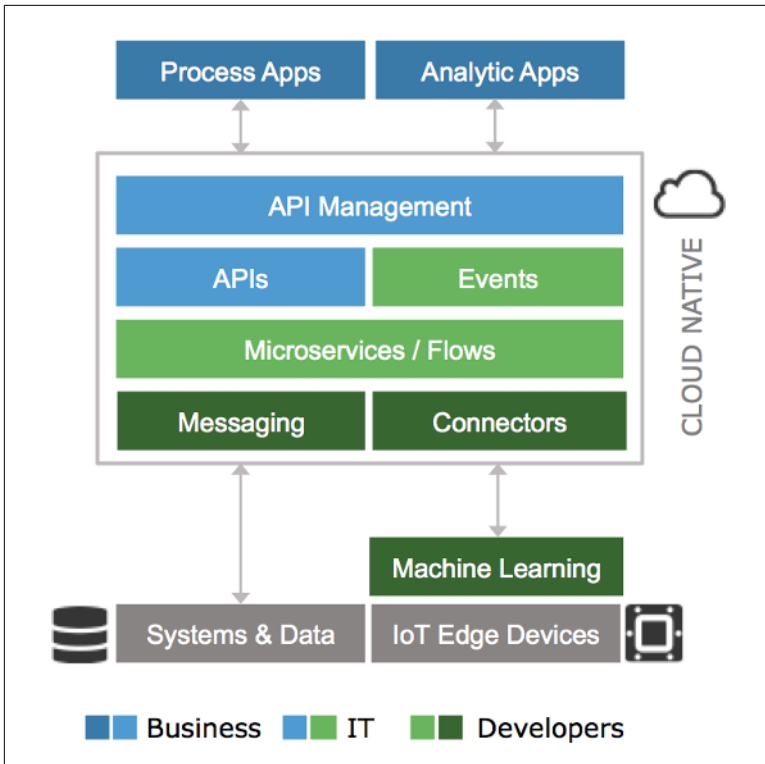 Process Apps
Analytic Apps
API Management
APIs
Events
Microservices / Flows
Messaging
Connectors
CLOUD NATIVE
Machine Learning
Systems & Data
IoT Edge Devices
Business
IT
Developers